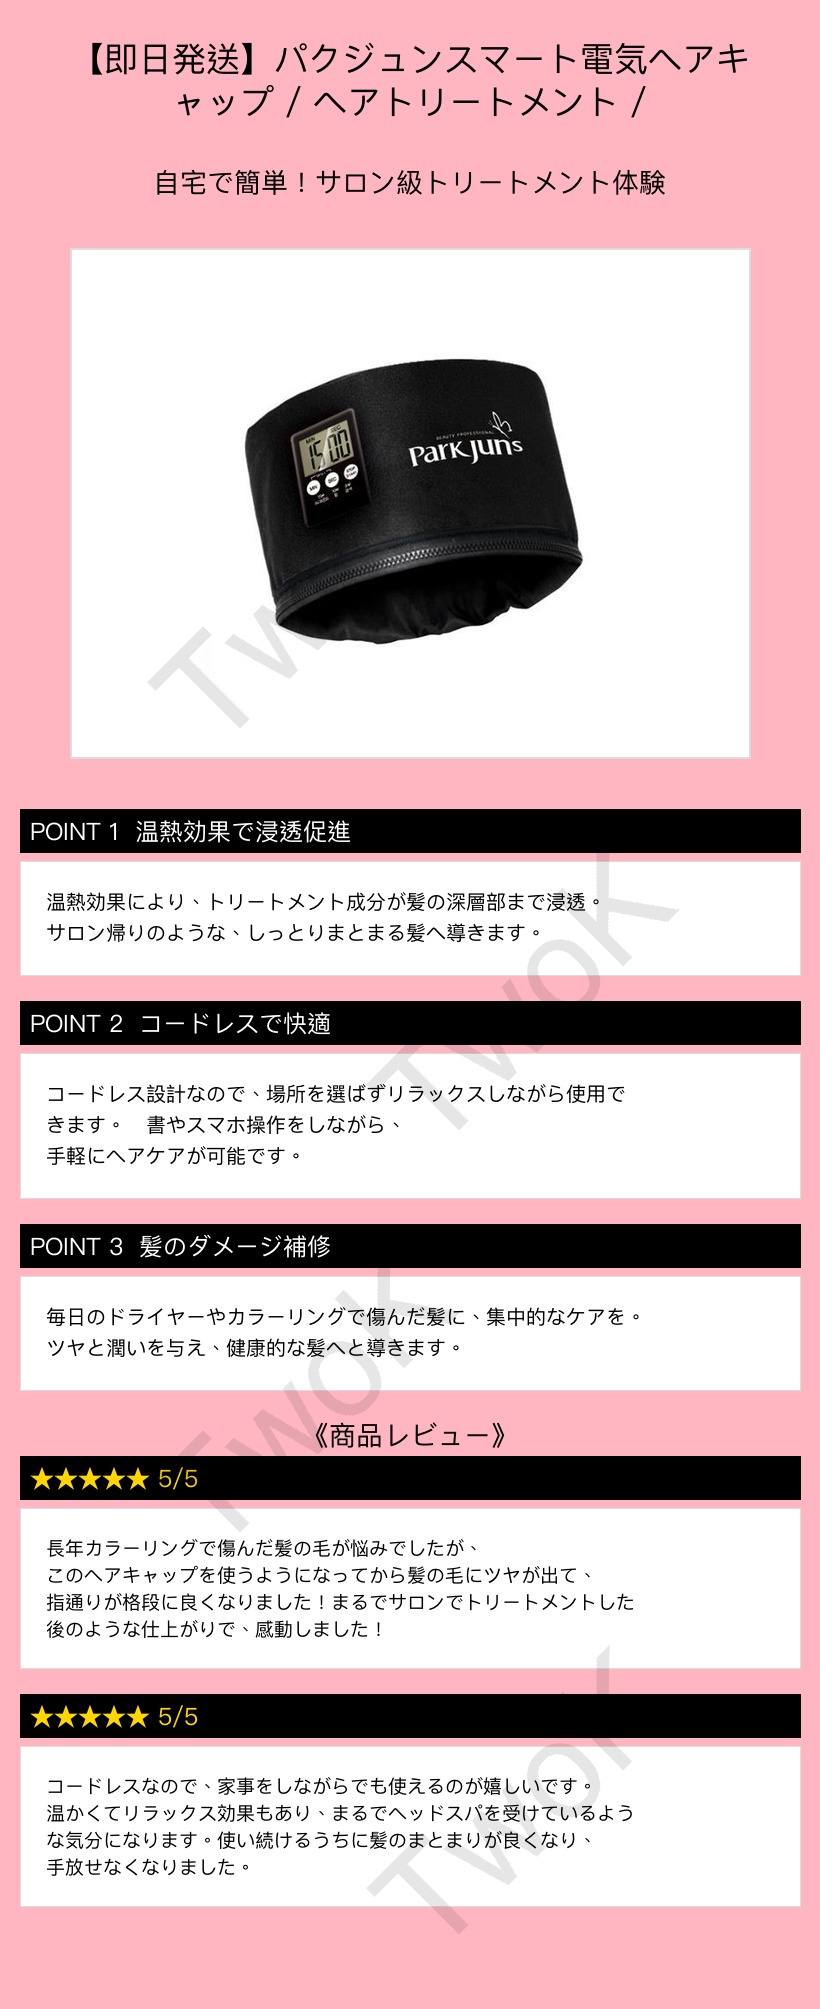 【即日発送】パクジュンスマート電気ヘアキ
ャップ / ヘアトリートメント /
自宅で簡単！サロン級トリートメント体験
MIN SEC
15 00
MIN SEC
BEAUTY PROFESSIONAL
Parkjun's
POINT 1 温熱効果で浸透促進
温熱効果により、トリートメント成分が髪の深層部まで浸透。
サロン帰りのような、しっとりまとまる髪へ導きます。
POINT 2 コードレスで快適
コードレス設計なので、場所を選ばずリラックスしながら使用で
きます。　書やスマホ操作をしながら、
手軽にヘアケアが可能です。
POINT 3 髪のダメージ補修
毎日のドライヤーやカラーリングで傷んだ髪に、集中的なケアを。
ツヤと潤いを与え、健康的な髪へと導きます。
《商品レビュー》
★★★★★ 5/5
長年カラーリングで傷んだ髪の毛が悩みでしたが、
このヘアキャップを使うようになってから髪の毛にツヤが出て、
指通りが格段に良くなりました！まるでサロンでトリートメントした
後のような仕上がりで、感動しました！
★★★★★ 5/5
コードレスなので、家事をしながらでも使えるのが嬉しいです。
温かくてリラックス効果もあり、まるでヘッドスパを受けているよう
な気分になります。使い続けるうちに髪のまとまりが良くなり、
手放せなくなりました。
TwoK
TwoK
TwoK